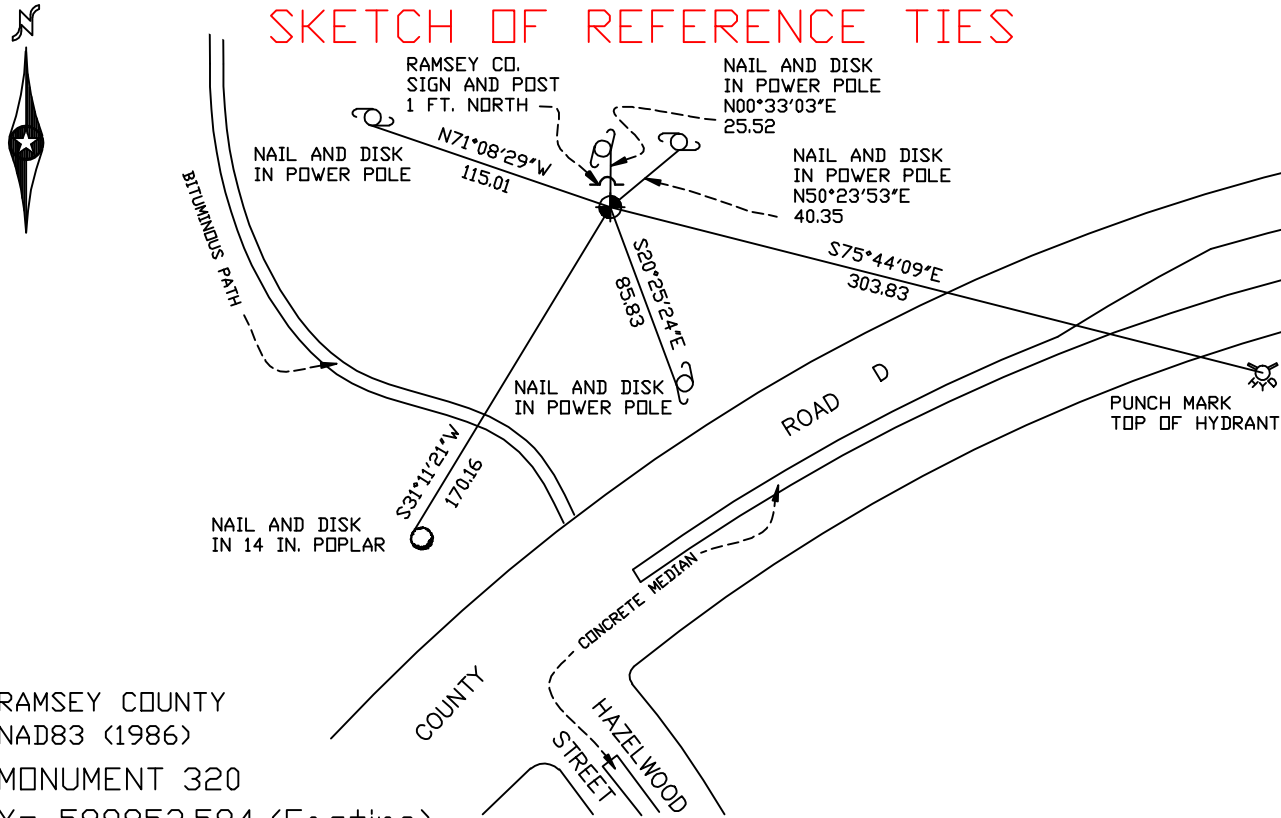 SKETCH OF REFERENCE TIES
N
RAMSEY CO.
SIGN AND POST
1 FT. NORTH
NAIL AND DISK
IN POWER POLE
N00°33'03"E
25.52
NAIL AND DISK
IN POWER POLE
N71°08'29"W
115.01
NAIL AND DISK
IN POWER POLE
N50°23'53"E
40.35
BITUMINOUS PATH
S75°44'09"E
303.83
S20°25'24"E
85.83
NAIL AND DISK
IN POWER POLE
HYD
PUNCH MARK
TOP OF HYDRANT
S31°11'21"W
170.16
NAIL AND DISK
IN 14 IN. POPLAR
COUNTY ROAD D
CONCRETE MEDIAN
HAZELWOOD
STREET
RAMSEY COUNTY
NAD83 (1986)
MONUMENT 320
(Easting)